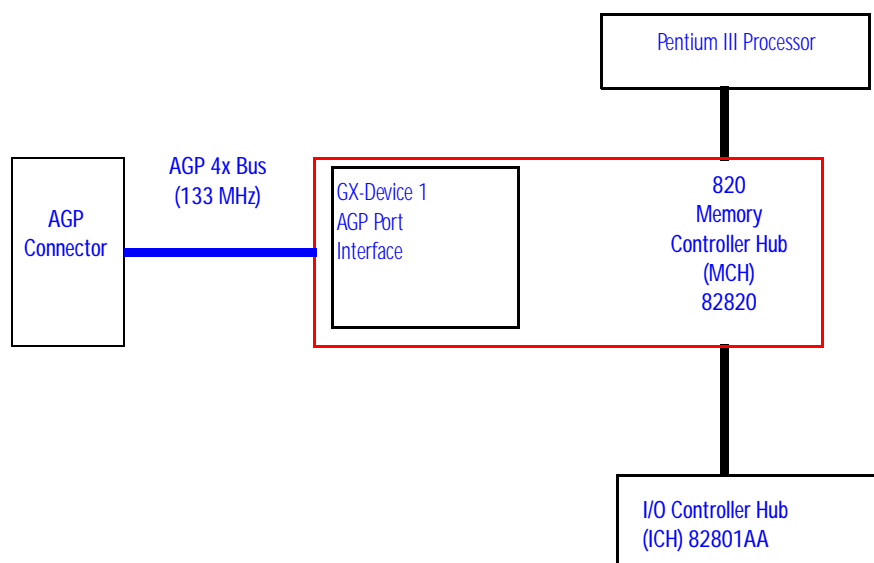 Pentium III Processor
AGP 4x Bus
(133 MHz)
AGP
Connector
GX-Device 1
AGP Port
Interface
820
Memory
Controller Hub
(MCH)
82820
I/O Controller Hub
(ICH) 82801AA